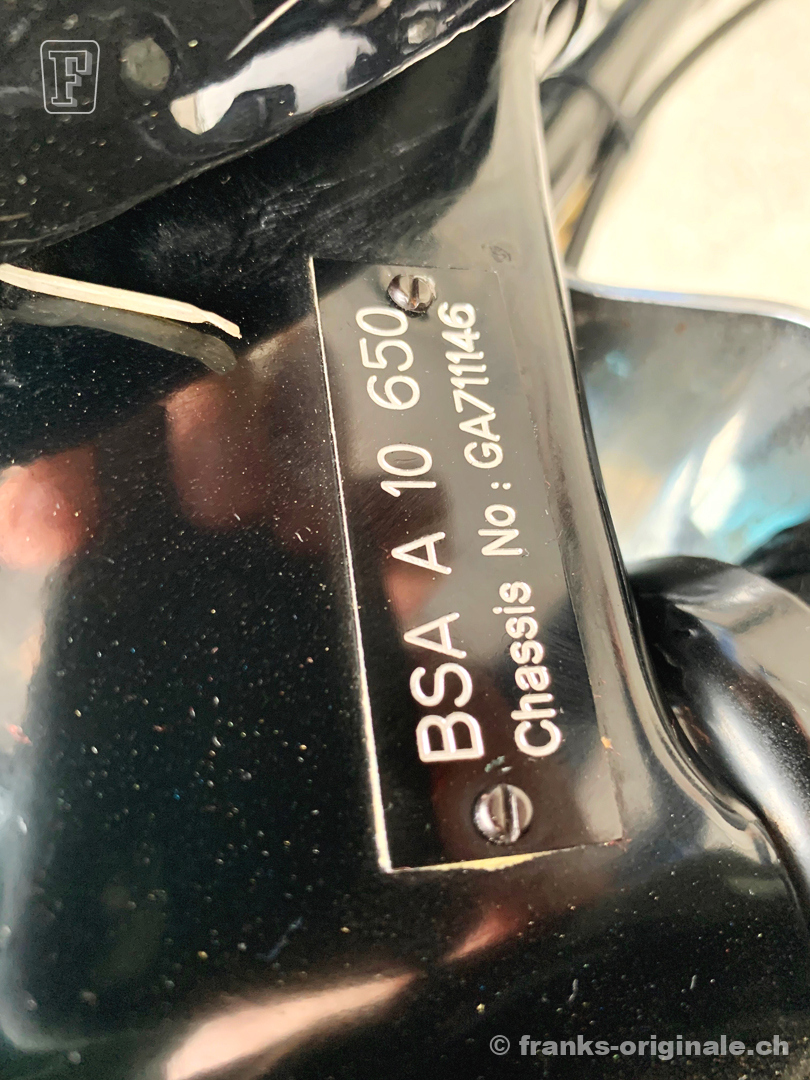 F
BSA A 10 650
Chassis No : GA711146
© franks-originale.ch